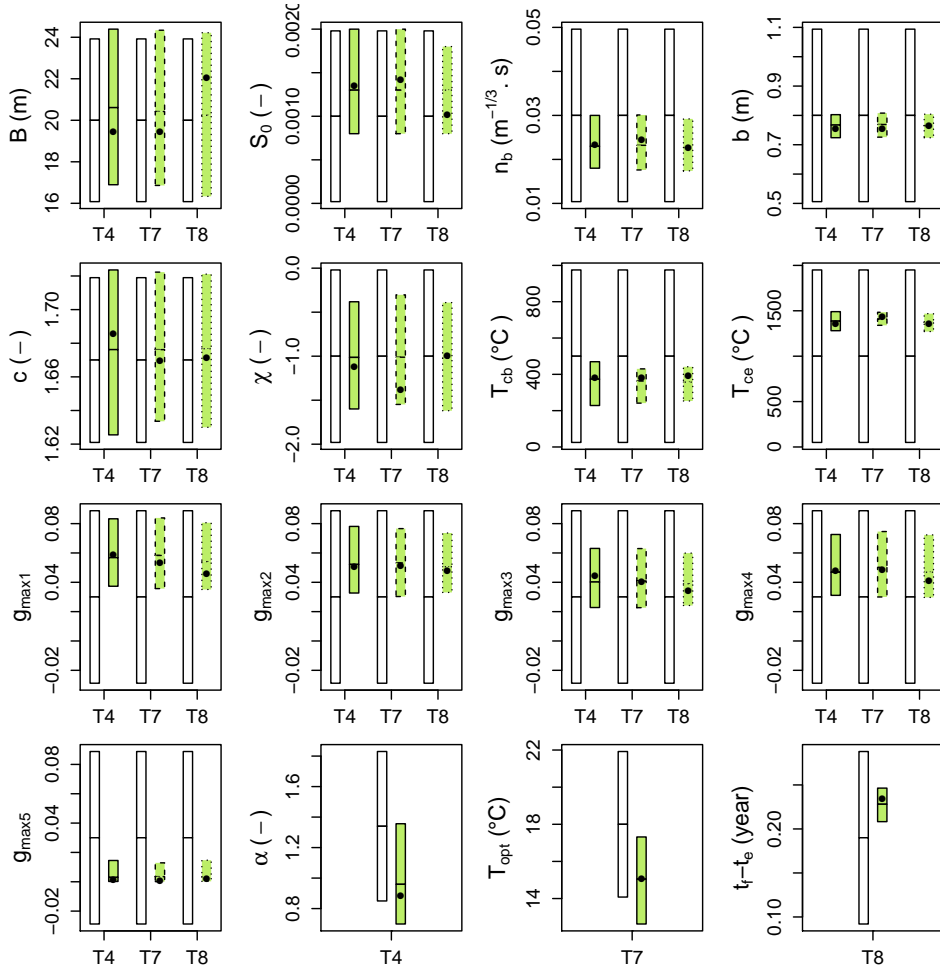 B (m)
16 18 20 22 24
T4 T7 T8
S0 (−)
0.0000 0.0010 0.0020
T4 T7 T8
nb (m−1/3. s)
0.01 0.03 0.05
T4 T7 T8
b (m)
0.5 0.7 0.9 1.1
T4 T7 T8
c (−)
1.62 1.66 1.70
T4 T7 T8
χ (−)
−2.0 −1.0 0.0
T4 T7 T8
Tcb (°C)
0 400 800
T4 T7 T8
Tce (°C)
0 500 1500
T4 T7 T8
gmax1
−0.02 0.04 0.08
T4 T7 T8
gmax2
−0.02 0.04 0.08
T4 T7 T8
gmax3
−0.02 0.04 0.08
T4 T7 T8
gmax4
−0.02 0.04 0.08
T4 T7 T8
gmax5
−0.02 0.04 0.08
T4 T7 T8
α (−)
0.8 1.2 1.6
T4
Topt (°C)
14 18 22
T7
tf−te (year)
0.10 0.20
T8